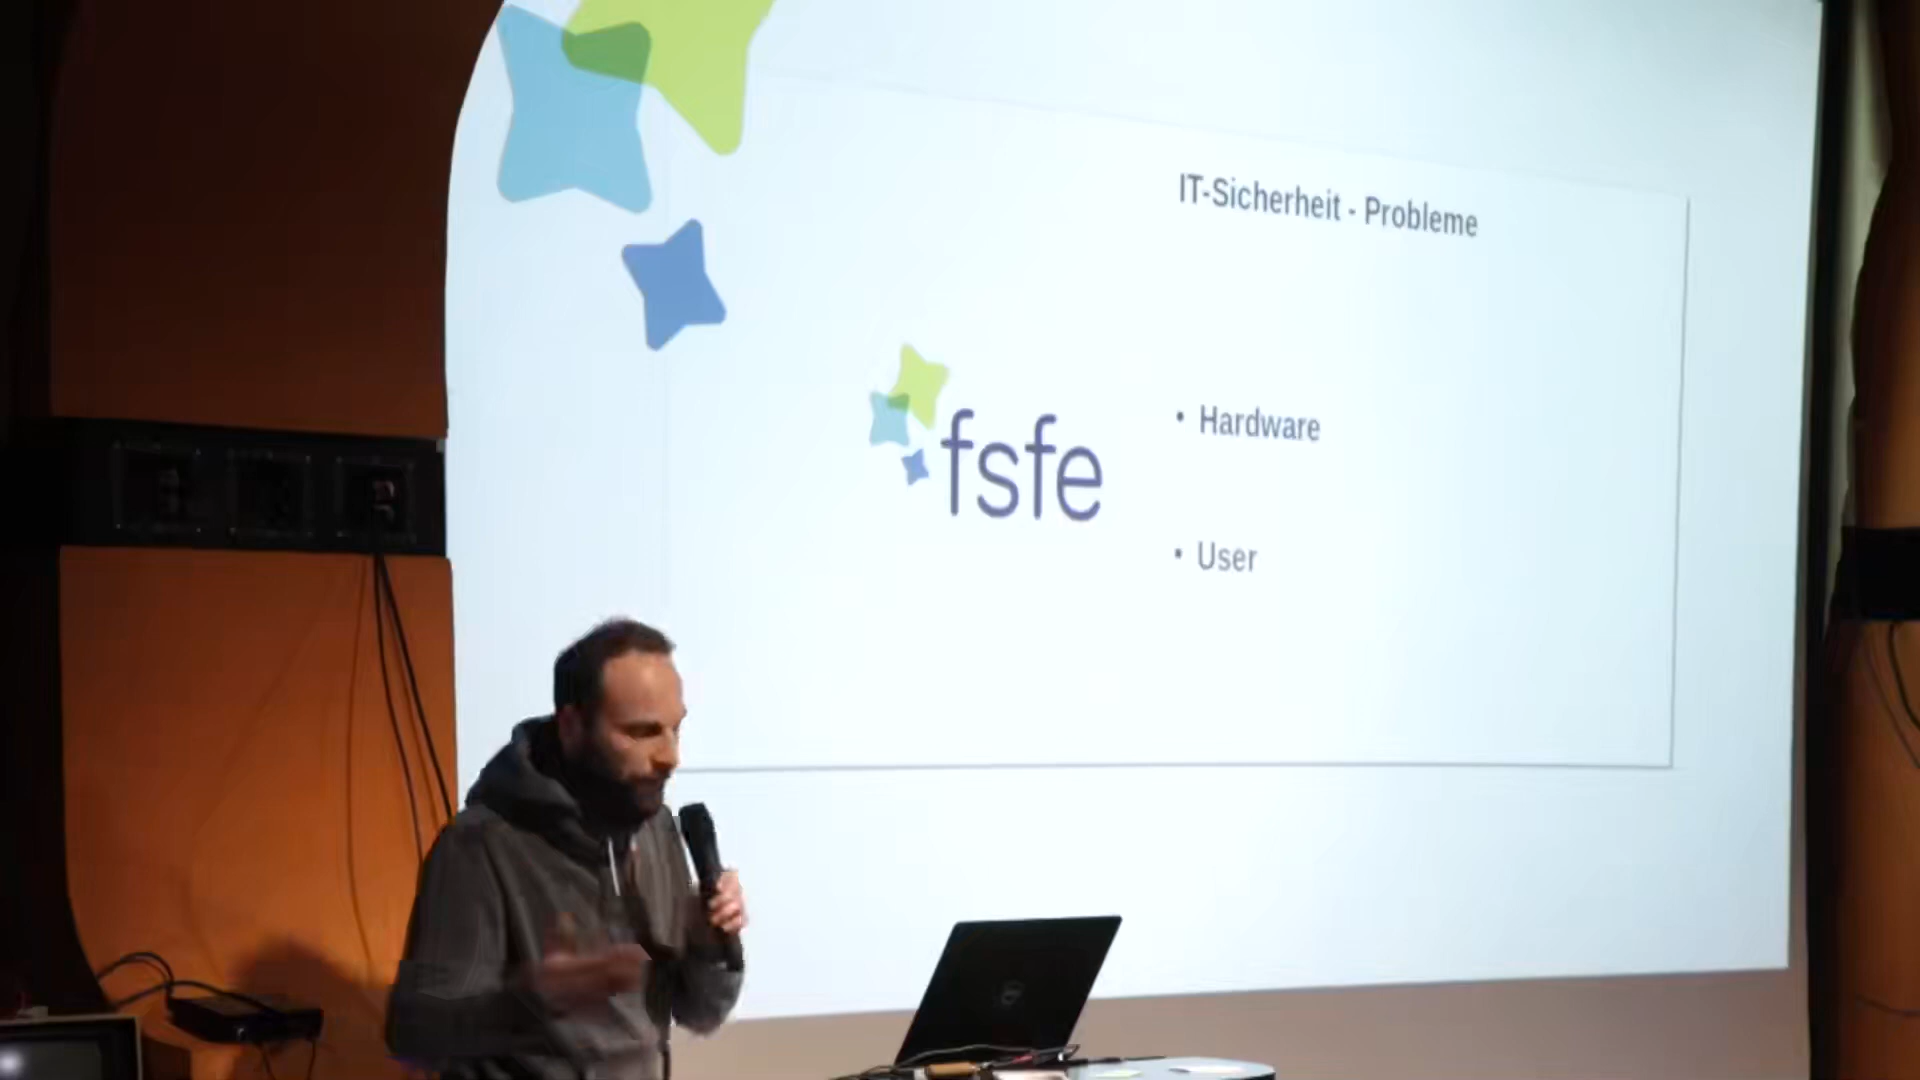 IT-Sicherheit - Probleme
fsfe
• Hardware
• User